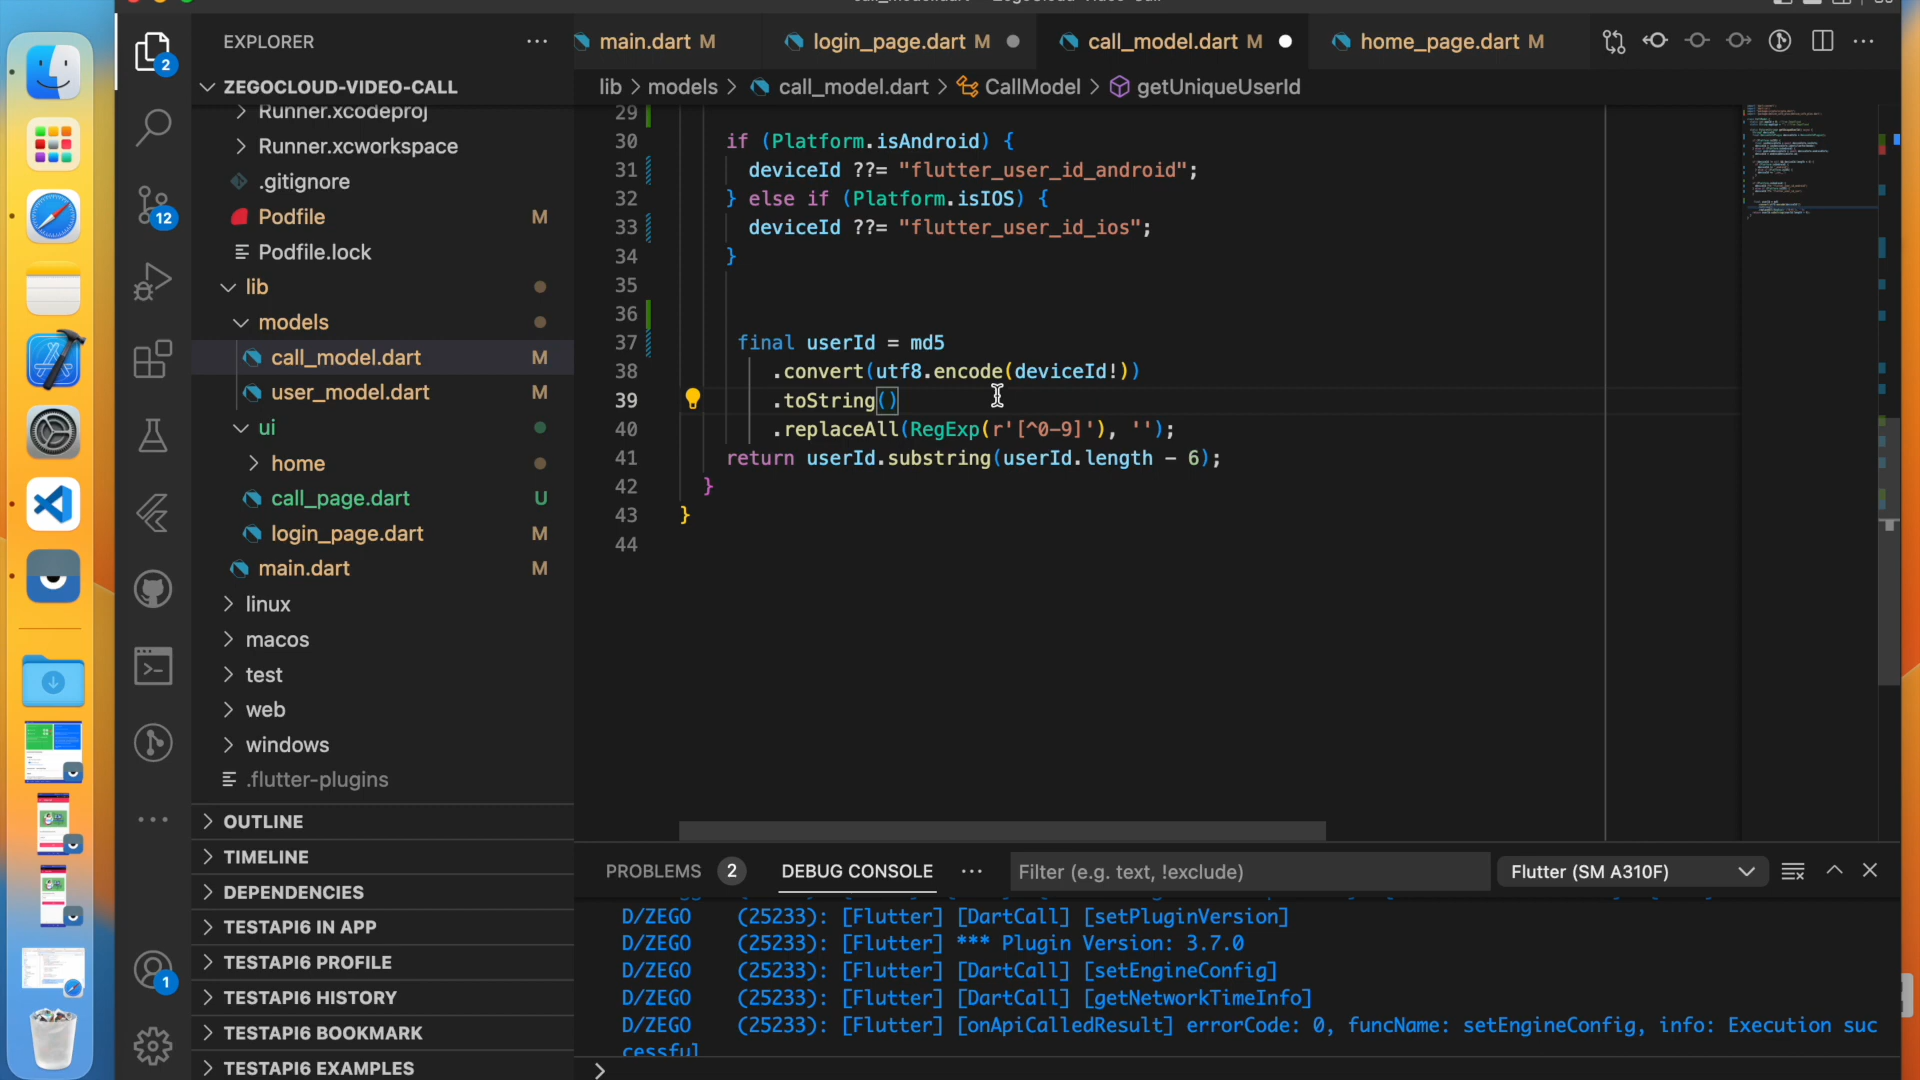 EXPLORER
ZEGOCLOUD-VIDEO-CALL
Runner.xcodeproj
Runner.xcworkspace
.gitignore
Podfile M
Podfile.lock
lib
models
call_model.dart M
user_model.dart M
ui
home
call_page.dart U
login_page.dart M
main.dart M
linux
macos
test
web
windows
.flutter-plugins
OUTLINE
TIMELINE
DEPENDENCIES
TESTAPI6 IN APP
TESTAPI6 PROFILE
TESTAPI6 HISTORY
TESTAPI6 BOOKMARK
TESTAPI6 EXAMPLES
2
12
1
main.dart M
login_page.dart M
call_model.dart M
home_page.dart M
lib > models > call_model.dart > CallModel > getUniqueUserId
29
30 if (Platform.isAndroid) {
31 deviceId ??= "flutter_user_id_android";
32 } else if (Platform.isIOS) {
33 deviceId ??= "flutter_user_id_ios";
34 }
35
36
37 final userId = md5
38 .convert(utf8.encode(deviceId!))
39 .toString()
40 .replaceAll(RegExp(r'[^0-9]'), '');
41 return userId.substring(userId.length - 6);
42 }
43 }
44
PROBLEMS 2 DEBUG CONSOLE Filter (e.g. text, !exclude) Flutter (SM A310F)
D/ZEGO (25233): [Flutter] [DartCall] [setPluginVersion]
D/ZEGO (25233): [Flutter] *** Plugin Version: 3.7.0
D/ZEGO (25233): [Flutter] [DartCall] [setEngineConfig]
D/ZEGO (25233): [Flutter] [DartCall] [getNetworkTimeInfo]
D/ZEGO (25233): [Flutter] [onApiCalledResult] errorCode: 0, funcName: setEngineConfig, info: Execution suc
cessful
>